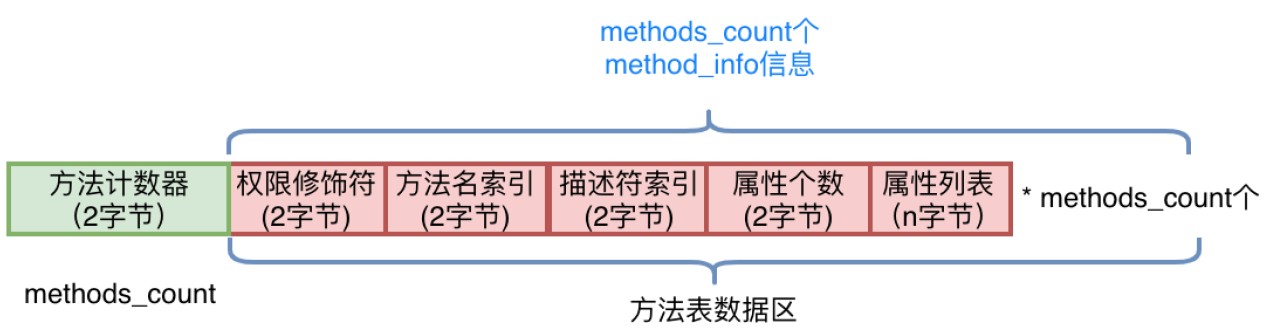 methods_count个
method_info信息
方法计数器
（2字节）
权限修饰符
(2字节)
方法名索引
(2字节)
描述符索引
(2字节)
属性个数
(2字节)
属性列表
（n字节）
* methods_count个
methods_count
方法表数据区